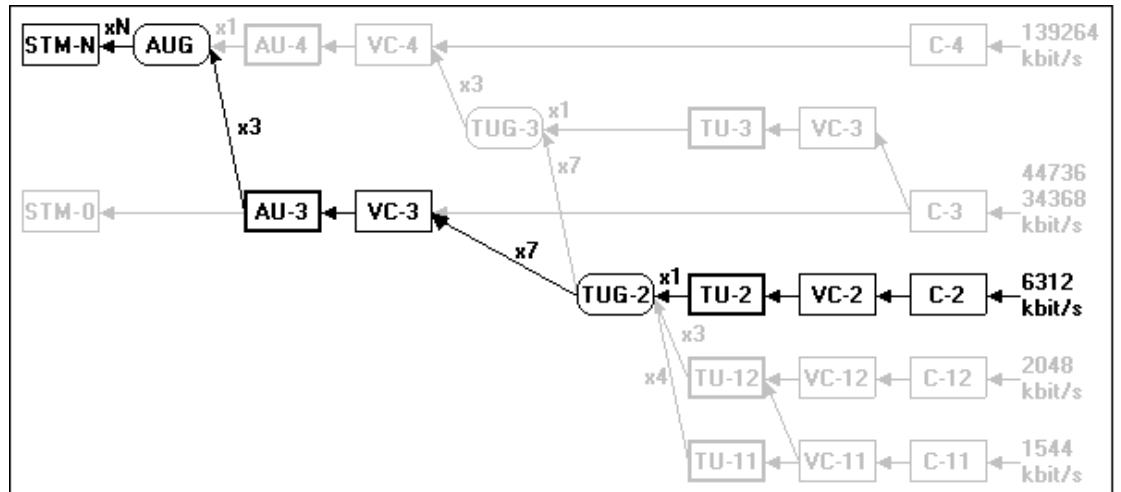 STM-N xN AUG x1 AU-4 VC-4 C-4 139264
kbit/s
x3
x3 TUG-3 x1 TU-3 VC-3
x7
44736
STM-0 AU-3 VC-3 C-3 34368
kbit/s
x7
TUG-2 x1 TU-2 VC-2 C-2 6312
kbit/s
x3
x4 TU-12 VC-12 C-12 2048
kbit/s
TU-11 VC-11 C-11 1544
kbit/s